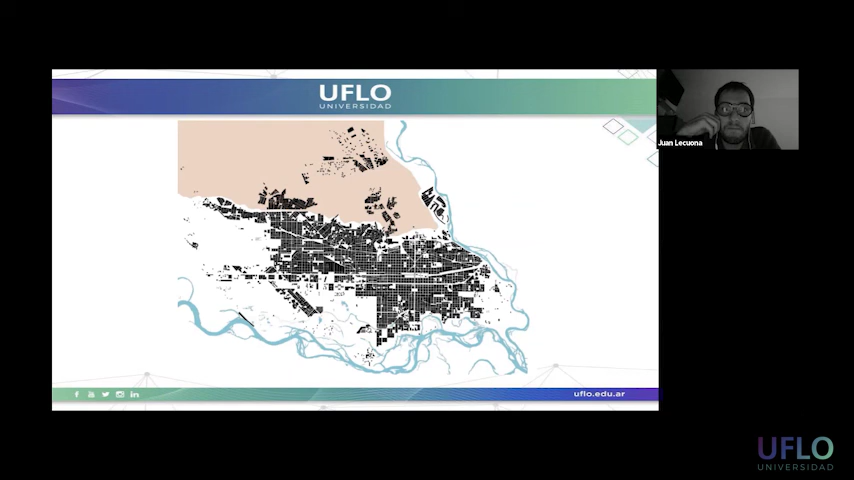 UFLO
UNIVERSIDAD
Juan Lecuona
uflo.edu.ar
UFLO
UNIVERSIDAD